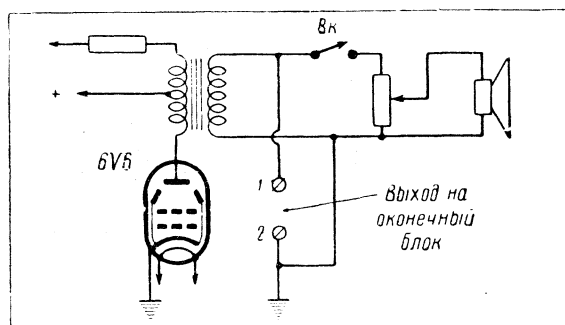 Вк
+
6V6
1
Выход на
оконечный
блок
2